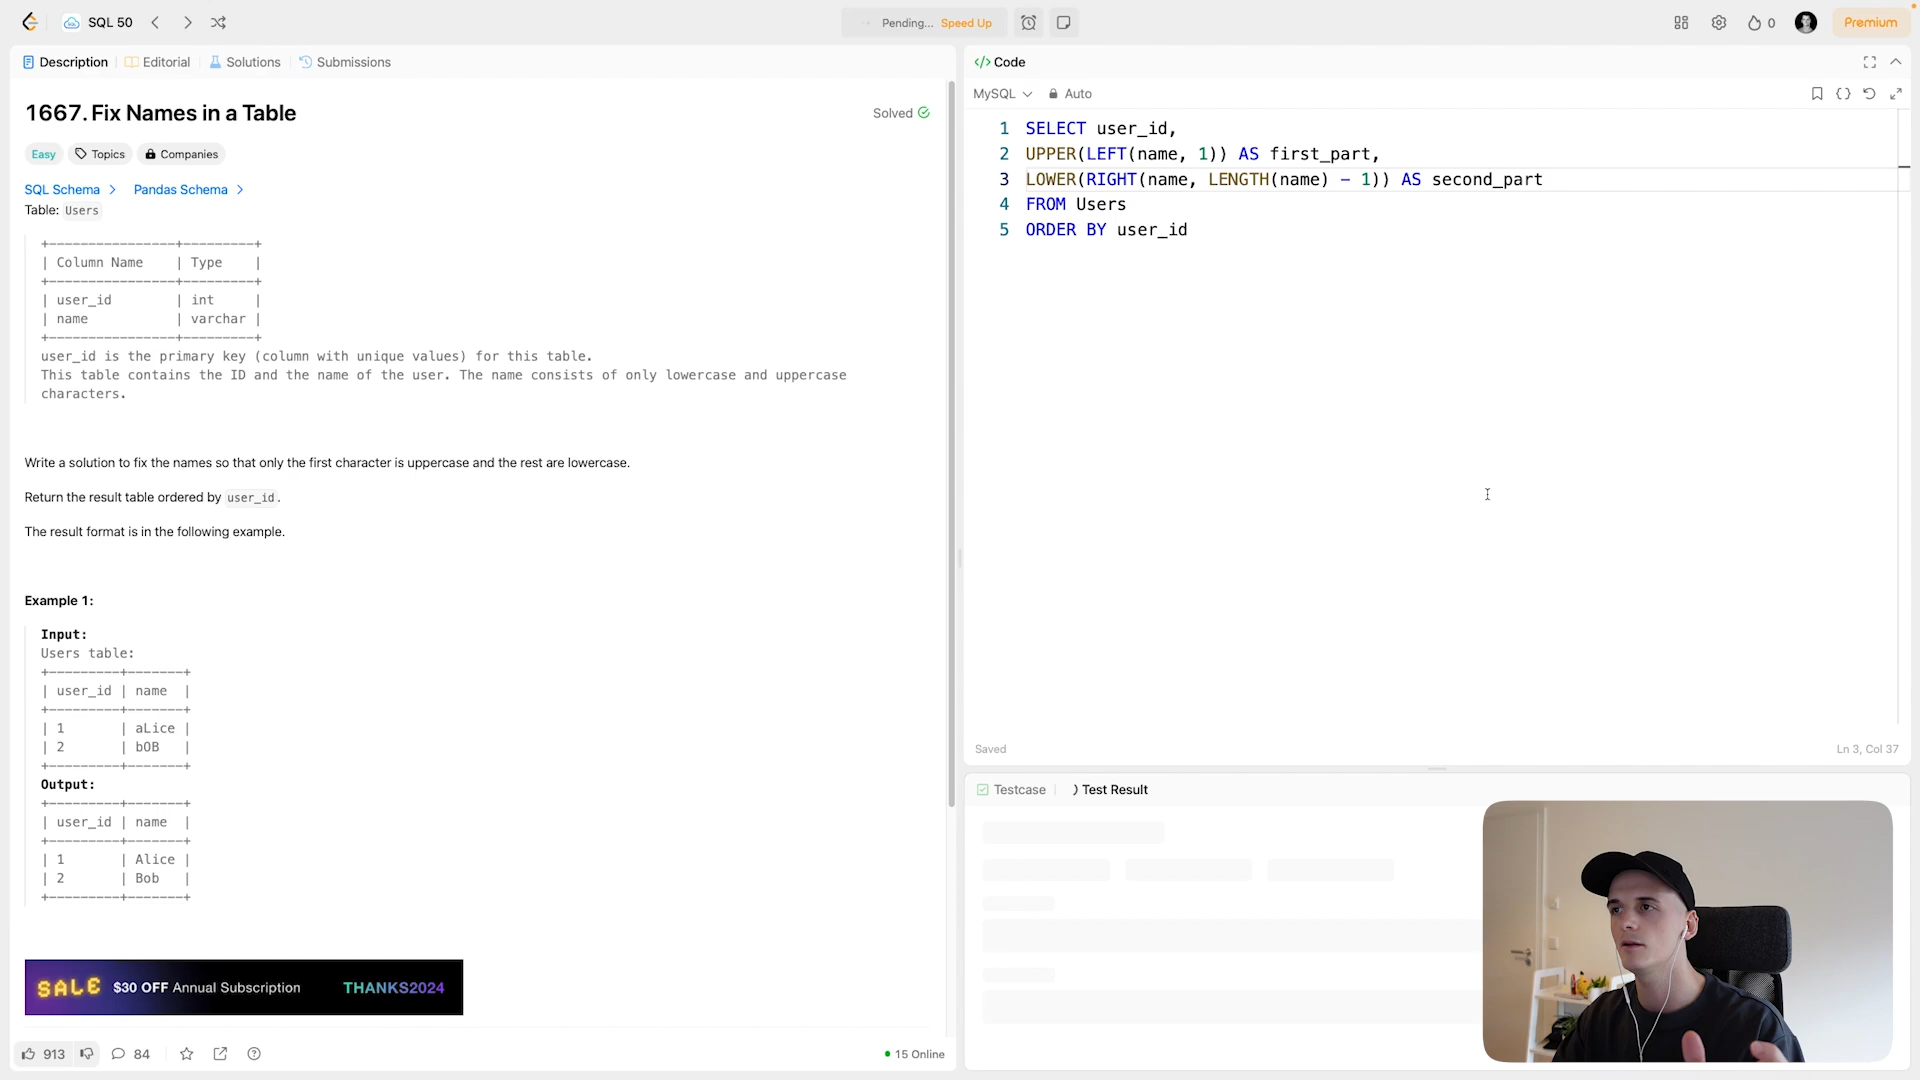 SQL 50
Pending... Speed Up
0
Premium
Description
Editorial
Solutions
Submissions
</> Code
MySQL
Auto
1667. Fix Names in a Table
Solved
Easy
Topics
Companies
SQL Schema
Pandas Schema
Table: Users
+----------------+---------+
| Column Name    | Type    |
+----------------+---------+
| user_id        | int     |
| name           | varchar |
+----------------+---------+
user_id is the primary key (column with unique values) for this table.
This table contains the ID and the name of the user. The name consists of only lowercase and uppercase
characters.
Write a solution to fix the names so that only the first character is uppercase and the rest are lowercase.
Return the result table ordered by user_id.
The result format is in the following example.
Example 1:
Input:
Users table:
+---------+-------+
| user_id | name  |
+---------+-------+
| 1       | aLice |
| 2       | bOB   |
+---------+-------+
Output:
+---------+-------+
| user_id | name  |
+---------+-------+
| 1       | Alice |
| 2       | Bob   |
+---------+-------+
SALE $30 OFF Annual Subscription THANKS2024
913
84
15 Online
1 SELECT user_id,
2 UPPER(LEFT(name, 1)) AS first_part,
3 LOWER(RIGHT(name, LENGTH(name) - 1)) AS second_part
4 FROM Users
5 ORDER BY user_id
Saved
Ln 3, Col 37
Testcase
Test Result